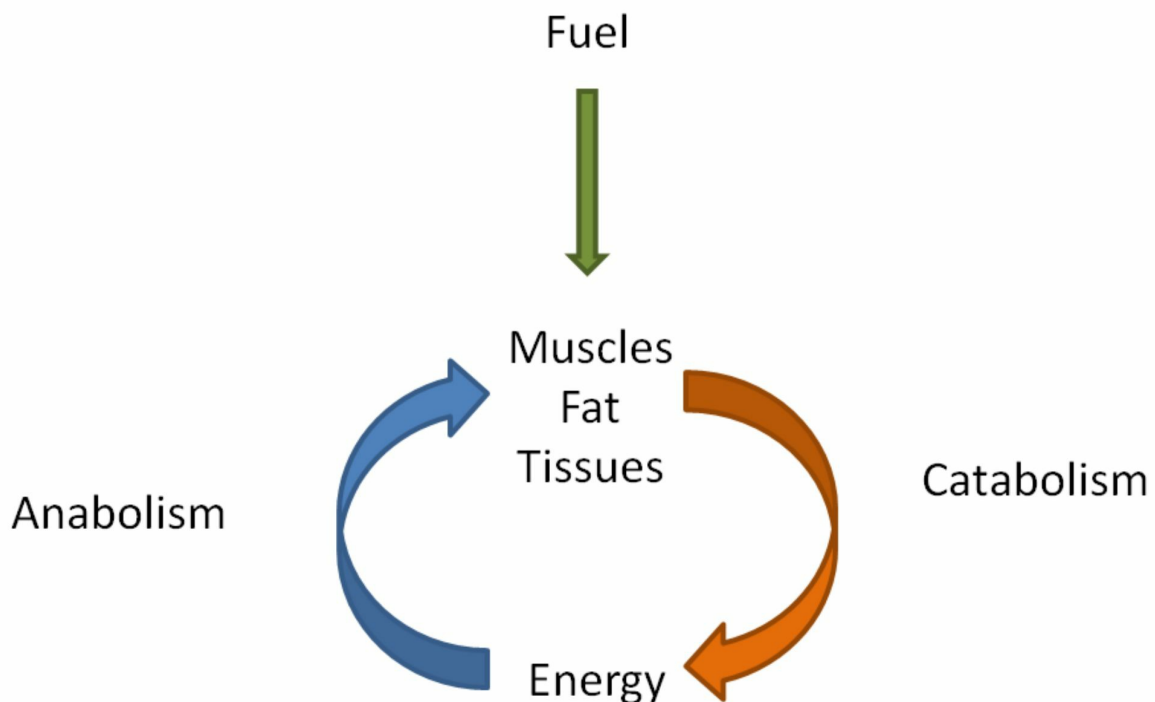 Fuel
Muscles
Fat
Tissues
Anabolism
Catabolism
Energy